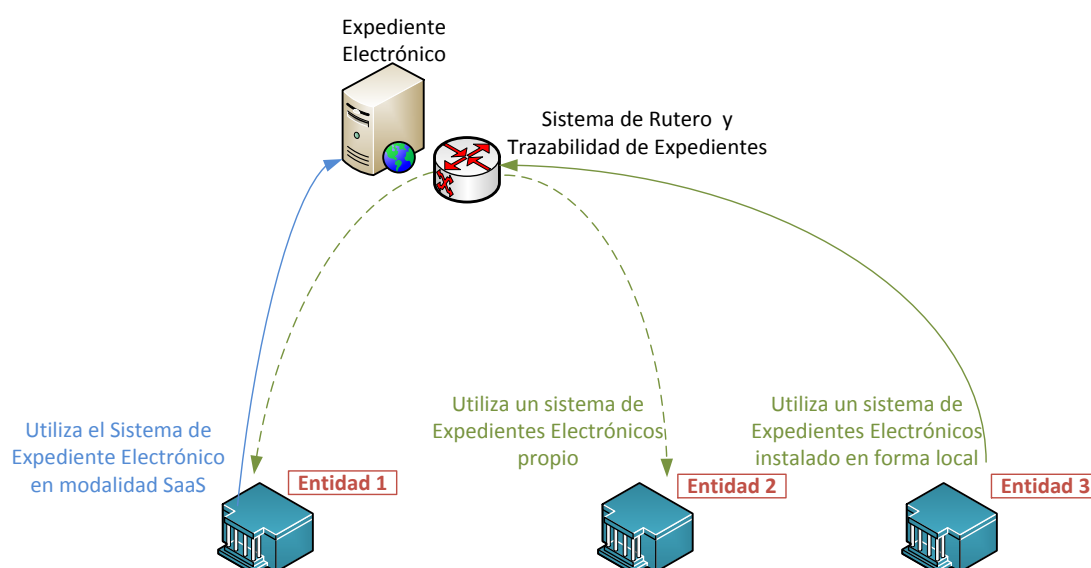 Expediente
Electrónico
Sistema de Rutero y
Trazabilidad de Expedientes
Utiliza el Sistema de
Expediente Electrónico
en modalidad SaaS
Entidad 1
Utiliza un sistema de
Expedientes Electrónicos
propio
Entidad 2
Utiliza un sistema de
Expedientes Electrónicos
instalado en forma local
Entidad 3